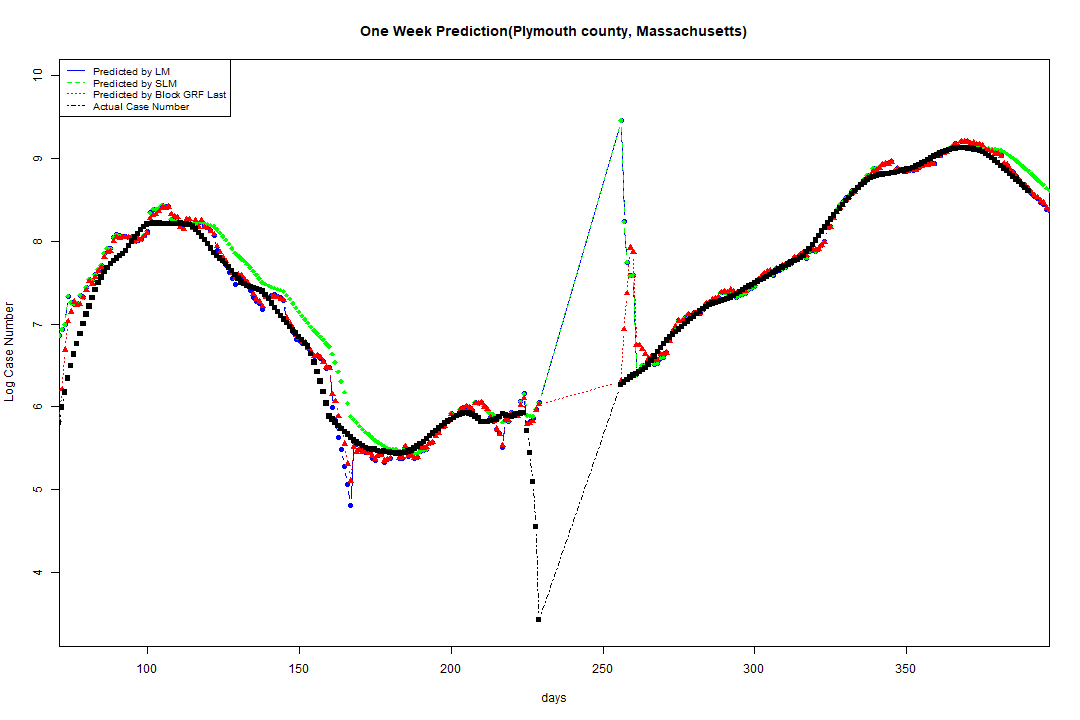 One Week Prediction(Plymouth county, Massachusetts)
Predicted by LM
Predicted by SLM
Predicted by Block GRF Last
Actual Case Number
10
9
8
7
6
5
4
Log Case Number
100 150 200 250 300 350
days